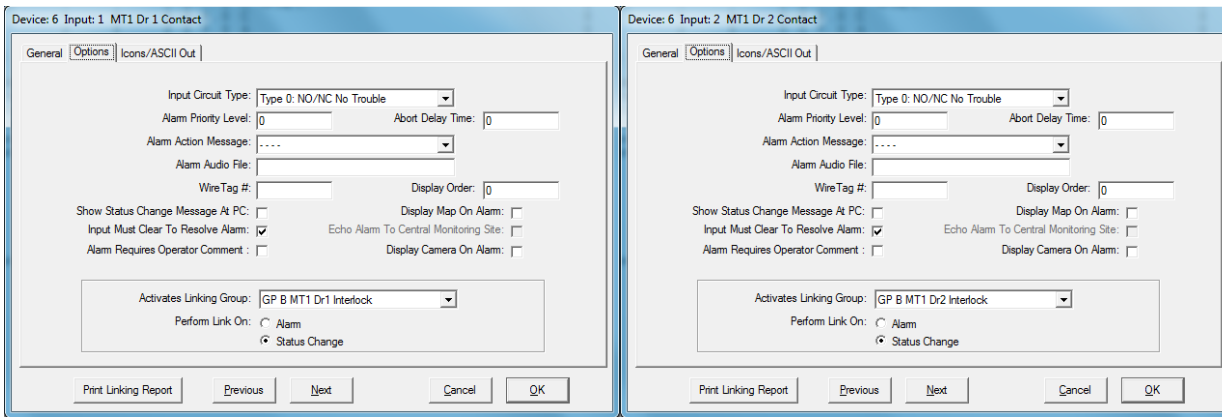 Device: 6 Input: 1 MT1 Dr 1 Contact
General Options Icons/ASCII Out
Input Circuit Type: Type 0: NO/NC No Trouble
Alarm Priority Level: 0 Abort Delay Time: 0
Alarm Action Message: ----
Alarm Audio File:
WireTag #: Display Order: 0
Show Status Change Message At PC: Display Map On Alarm:
Input Must Clear To Resolve Alarm: Echo Alarm To Central Monitoring Site:
Alarm Requires Operator Comment : Display Camera On Alarm:
Activates Linking Group: GP B MT1 Dr1 Interlock
Perform Link On: Alarm
Status Change
Print Linking Report Previous Next Cancel OK
Device: 6 Input: 2 MT1 Dr 2 Contact
General Options Icons/ASCII Out
Input Circuit Type: Type 0: NO/NC No Trouble
Alarm Priority Level: 0 Abort Delay Time: 0
Alarm Action Message: ----
Alarm Audio File:
WireTag #: Display Order: 0
Show Status Change Message At PC: Display Map On Alarm:
Input Must Clear To Resolve Alarm: Echo Alarm To Central Monitoring Site:
Alarm Requires Operator Comment : Display Camera On Alarm:
Activates Linking Group: GP B MT1 Dr2 Interlock
Perform Link On: Alarm
Status Change
Print Linking Report Previous Next Cancel OK